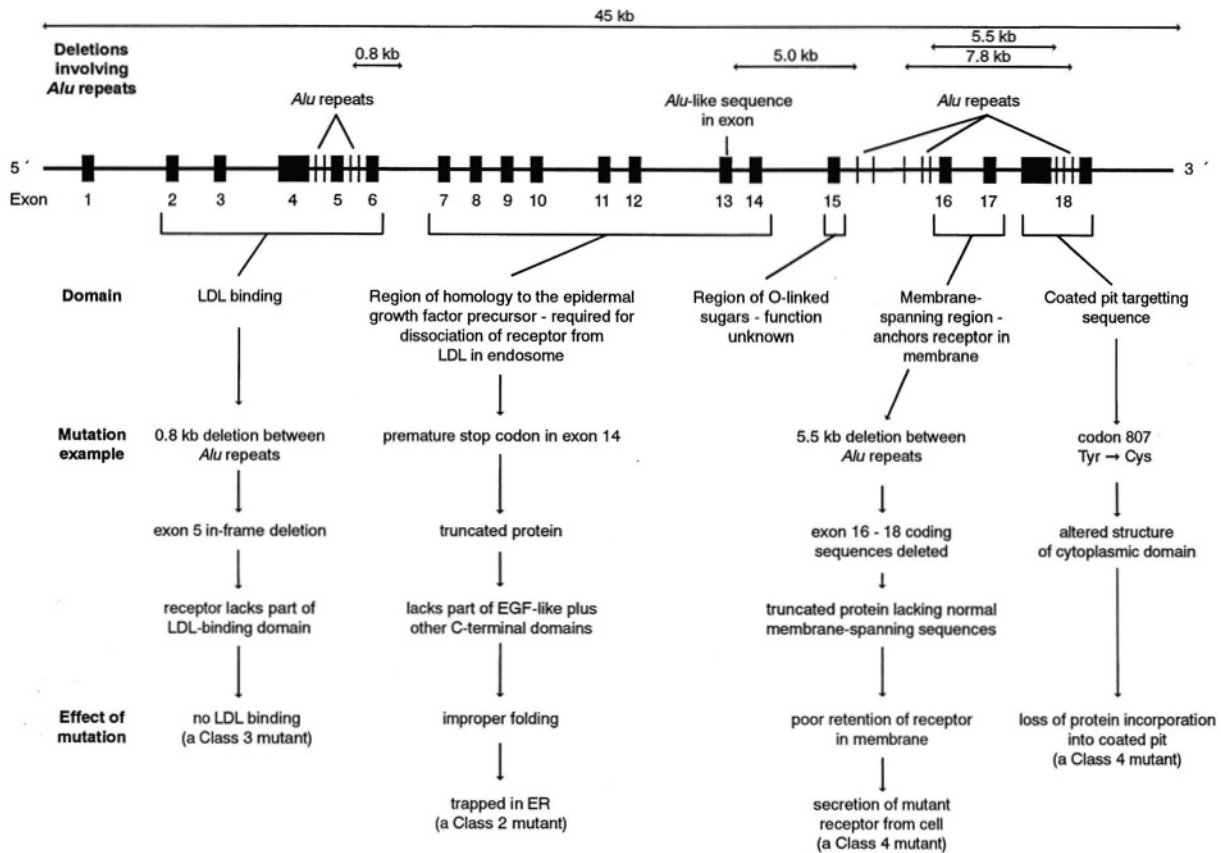 45 kb
Deletions
involving
Alu repeats
0.8 kb
5.0 kb
5.5 kb
7.8 kb
Alu repeats
Alu-like sequence
in exon
Alu repeats
5 ´
3 ´
Exon 1 2 3 4 5 6 7 8 9 10 11 12 13 14 15 16 17 18
Domain
LDL binding
Region of homology to the epidermal
growth factor precursor - required for
dissociation of receptor from
LDL in endosome
Region of O-linked
sugars - function
unknown
Membrane-
spanning region -
anchors receptor in
membrane
Coated pit targetting
sequence
Mutation
example
0.8 kb deletion between
Alu repeats
premature stop codon in exon 14
5.5 kb deletion between
Alu repeats
codon 807
Tyr → Cys
exon 5 in-frame deletion
truncated protein
exon 16 - 18 coding
sequences deleted
altered structure
of cytoplasmic domain
receptor lacks part of
LDL-binding domain
lacks part of EGF-like plus
other C-terminal domains
truncated protein lacking normal
membrane-spanning sequences
Effect of
mutation
no LDL binding
(a Class 3 mutant)
improper folding
poor retention of receptor
in membrane
loss of protein incorporation
into coated pit
(a Class 4 mutant)
trapped in ER
(a Class 2 mutant)
secretion of mutant
receptor from cell
(a Class 4 mutant)